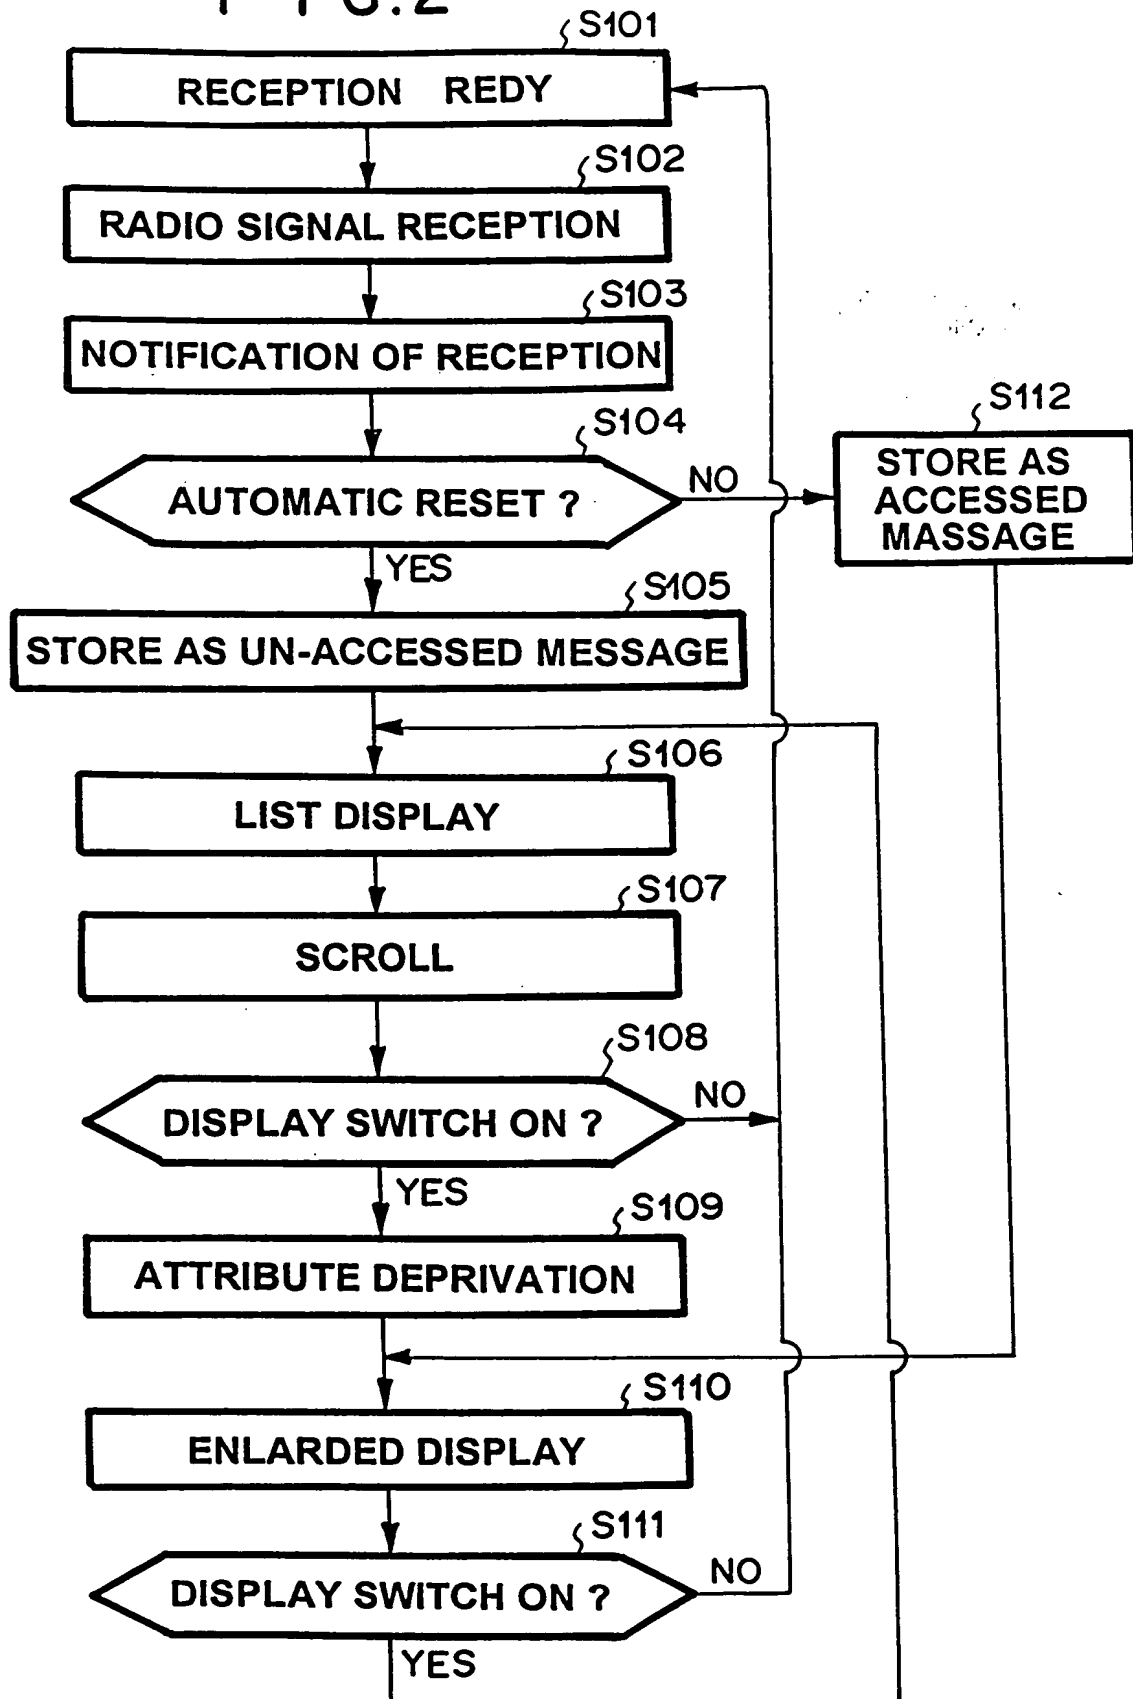 S101
RECEPTION REDY
S102
RADIO SIGNAL RECEPTION
S103
NOTIFICATION OF RECEPTION
S104
AUTOMATIC RESET ?
NO
YES
S112
STORE AS
ACCESSED
MASSAGE
S105
STORE AS UN-ACCESSED MESSAGE
S106
LIST DISPLAY
S107
SCROLL
S108
DISPLAY SWITCH ON ?
NO
YES
S109
ATTRIBUTE DEPRIVATION
S110
ENLARDED DISPLAY
S111
DISPLAY SWITCH ON ?
NO
YES